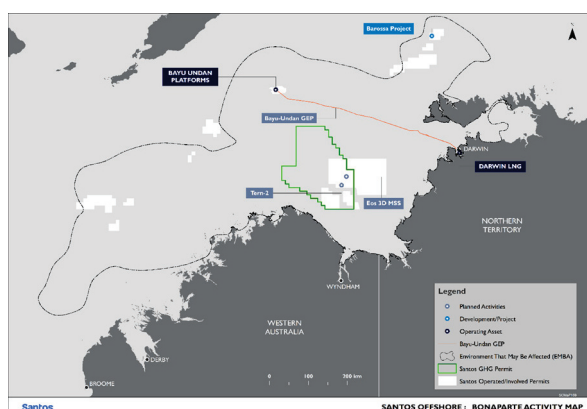 Barossa Project
BAYU UNDAN
PLATFORMS
Bayu-Undan GEP
DARWIN
DARWIN LNG
Tern-2
Eos 3D MSS
NORTHERN
TERRITORY
WYNDHAM
WESTERN
AUSTRALIA
DERBY
BROOME
0
100
200 km
Legend
Planned Activities
Development/Project
Operating Asset
Bayu-Undan GEP
Environment That May Be Affected (EMBA)
Santos GHG Permit
Santos Operated/Involved Permits
Santos
SANTOS OFFSHORE : BONAPARTE ACTIVITY MAP